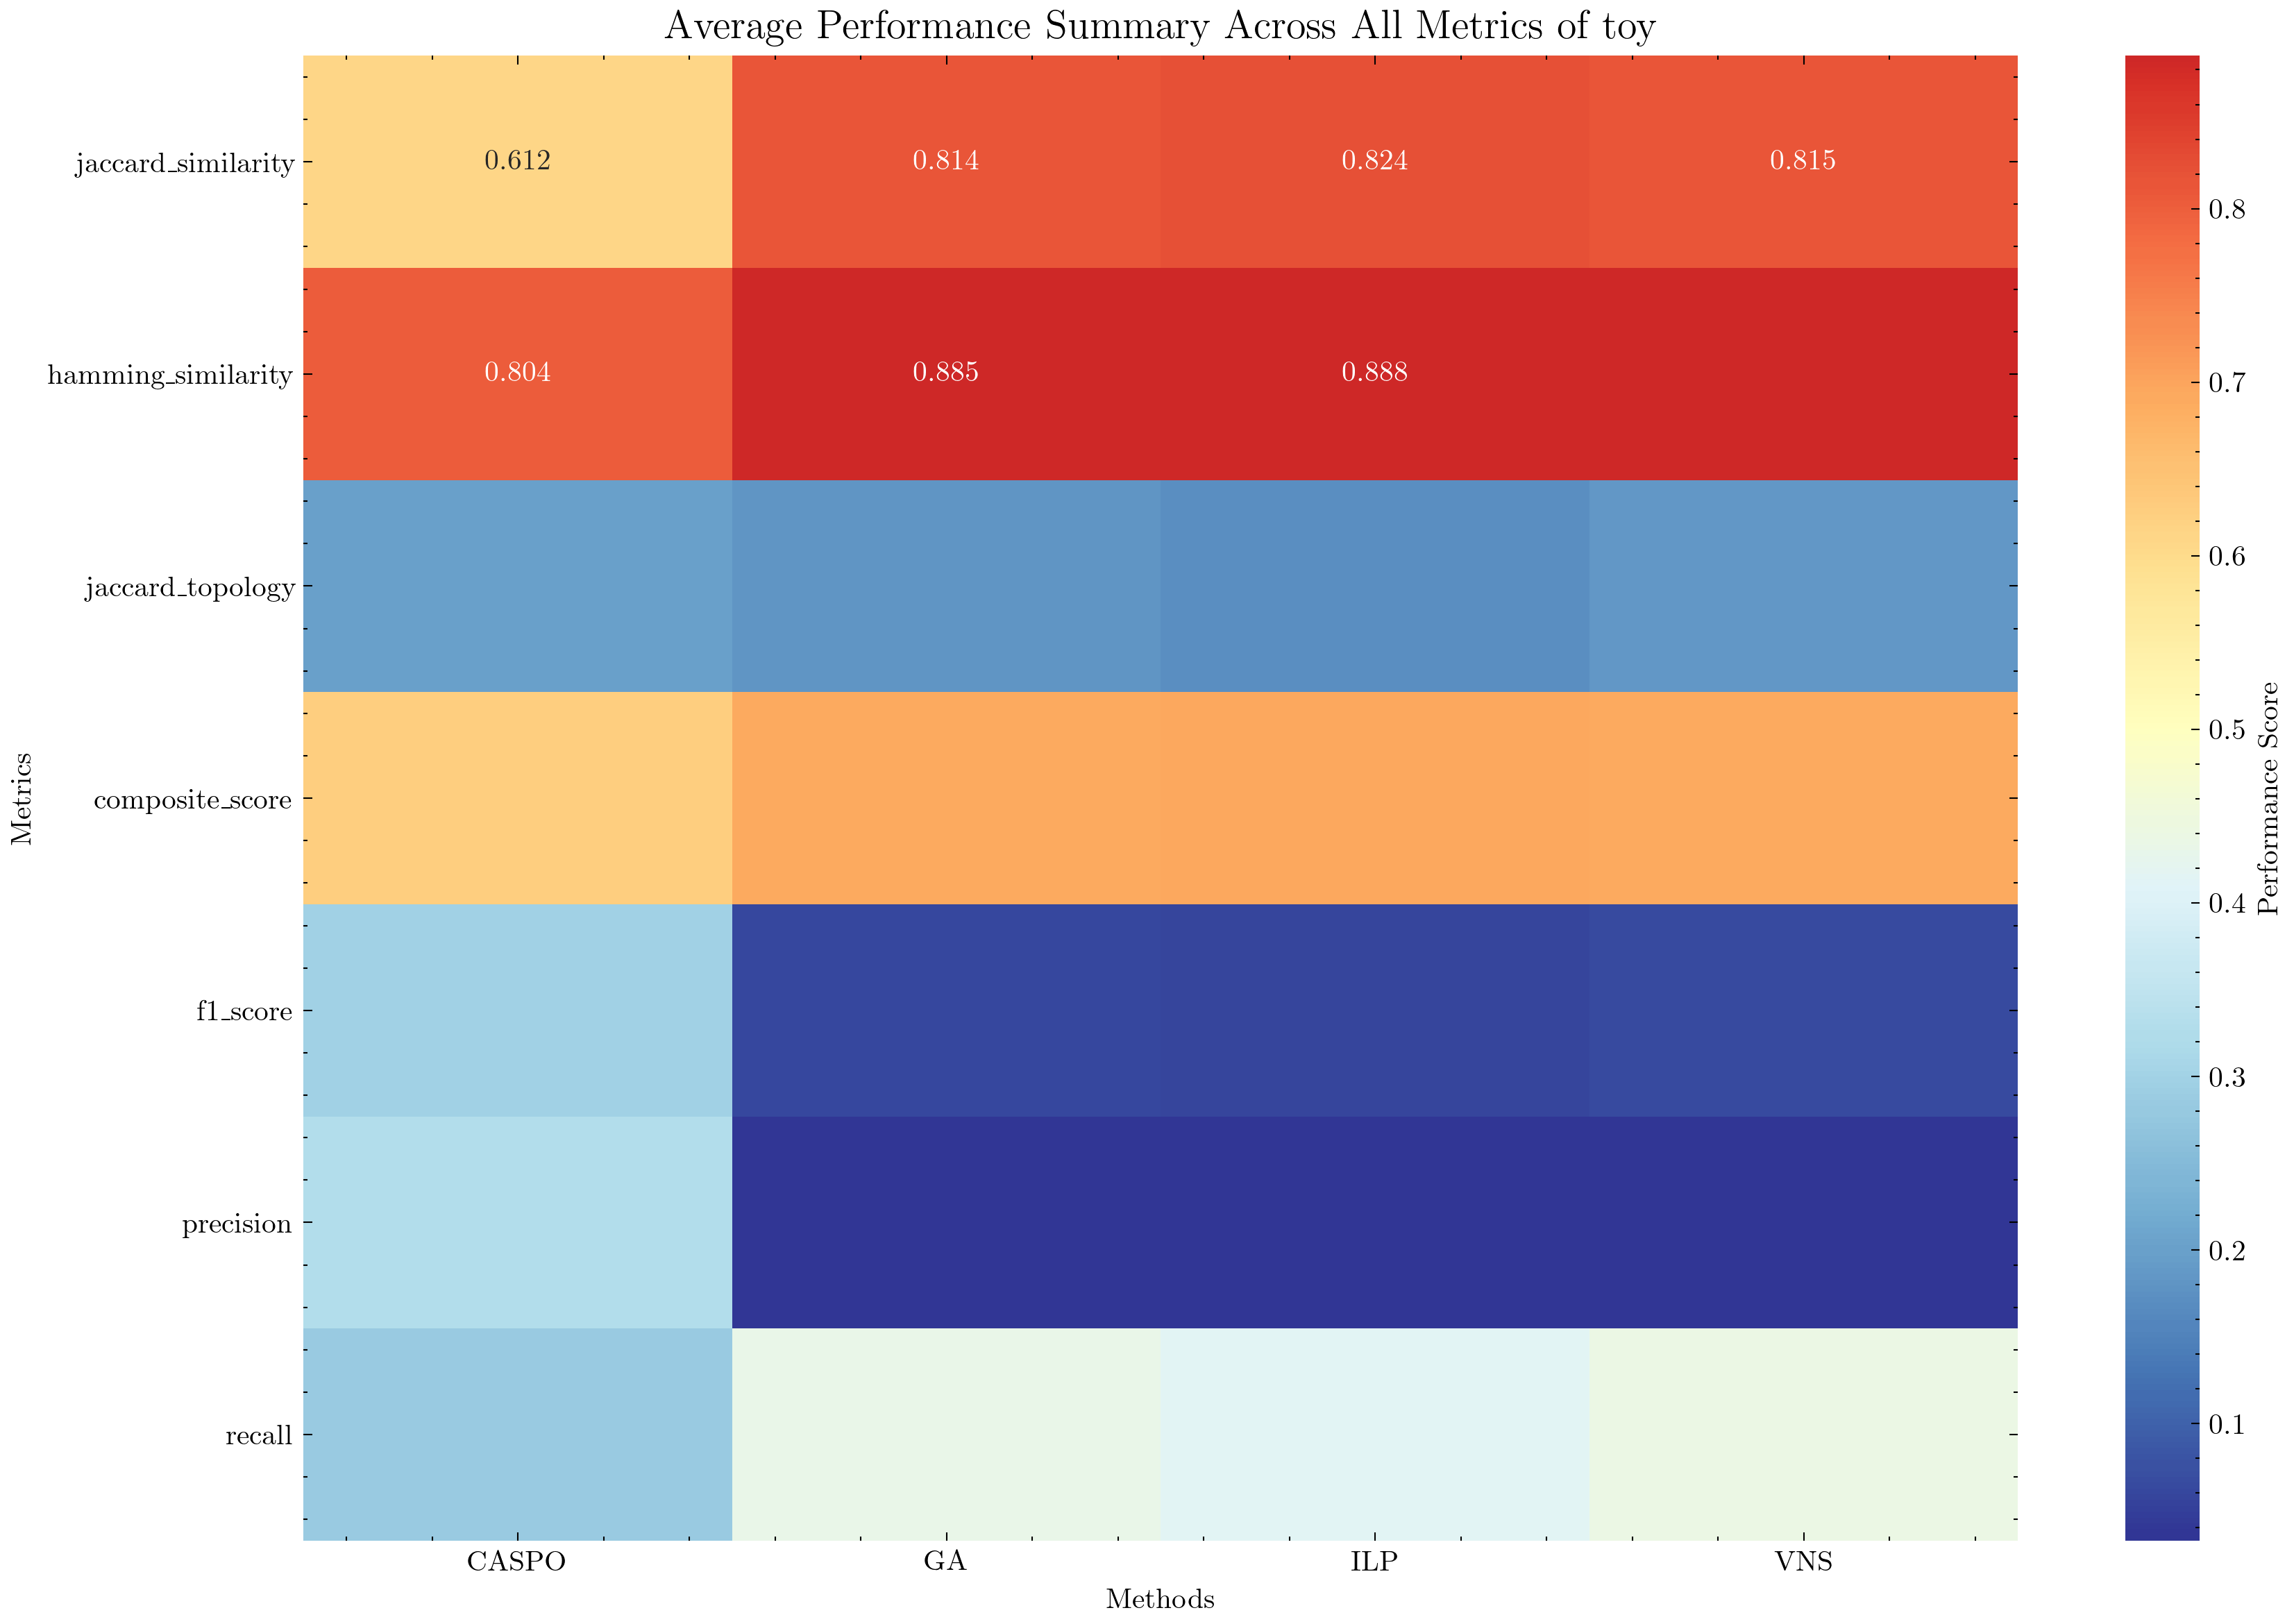 Average Performance Summary Across All Metrics of toy
jaccard_similarity
0.612
0.814
0.824
0.815
hamming_similarity
0.804
0.885
0.888
jaccard_topology
composite_score
f1_score
precision
recall
Metrics
CASPO
GA
ILP
VNS
Methods
0.8
0.7
0.6
0.5
0.4
0.3
0.2
0.1
Performance Score